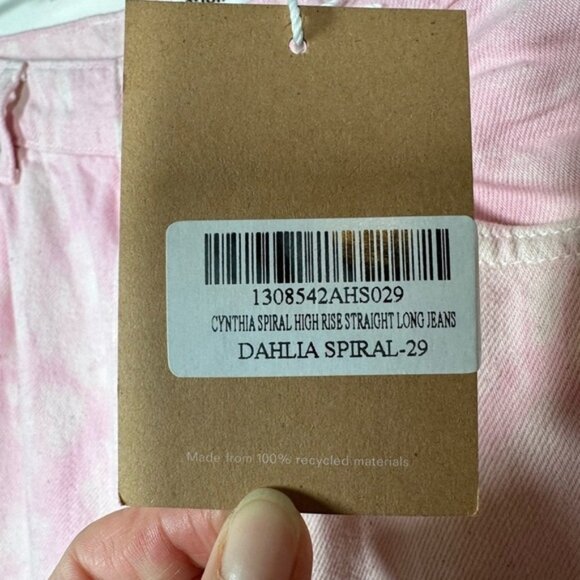 1308542AHS029
CYNTHIA SPIRAL HIGH RISE STRAIGHT LONG JEANS
DAHLIA SPIRAL-29
Made from 100% recycled materials